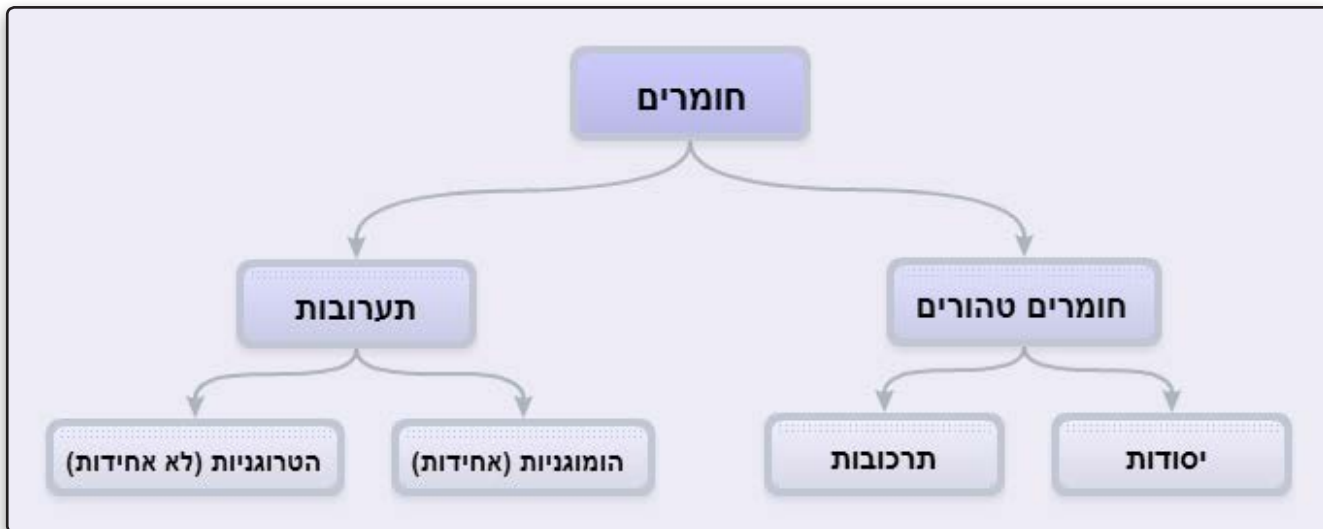 חומרים
חומרים טהורים
תערובות
יסודות
תרכובות
הומוגניות (אחידות)
הטרוגניות (לא אחידות)